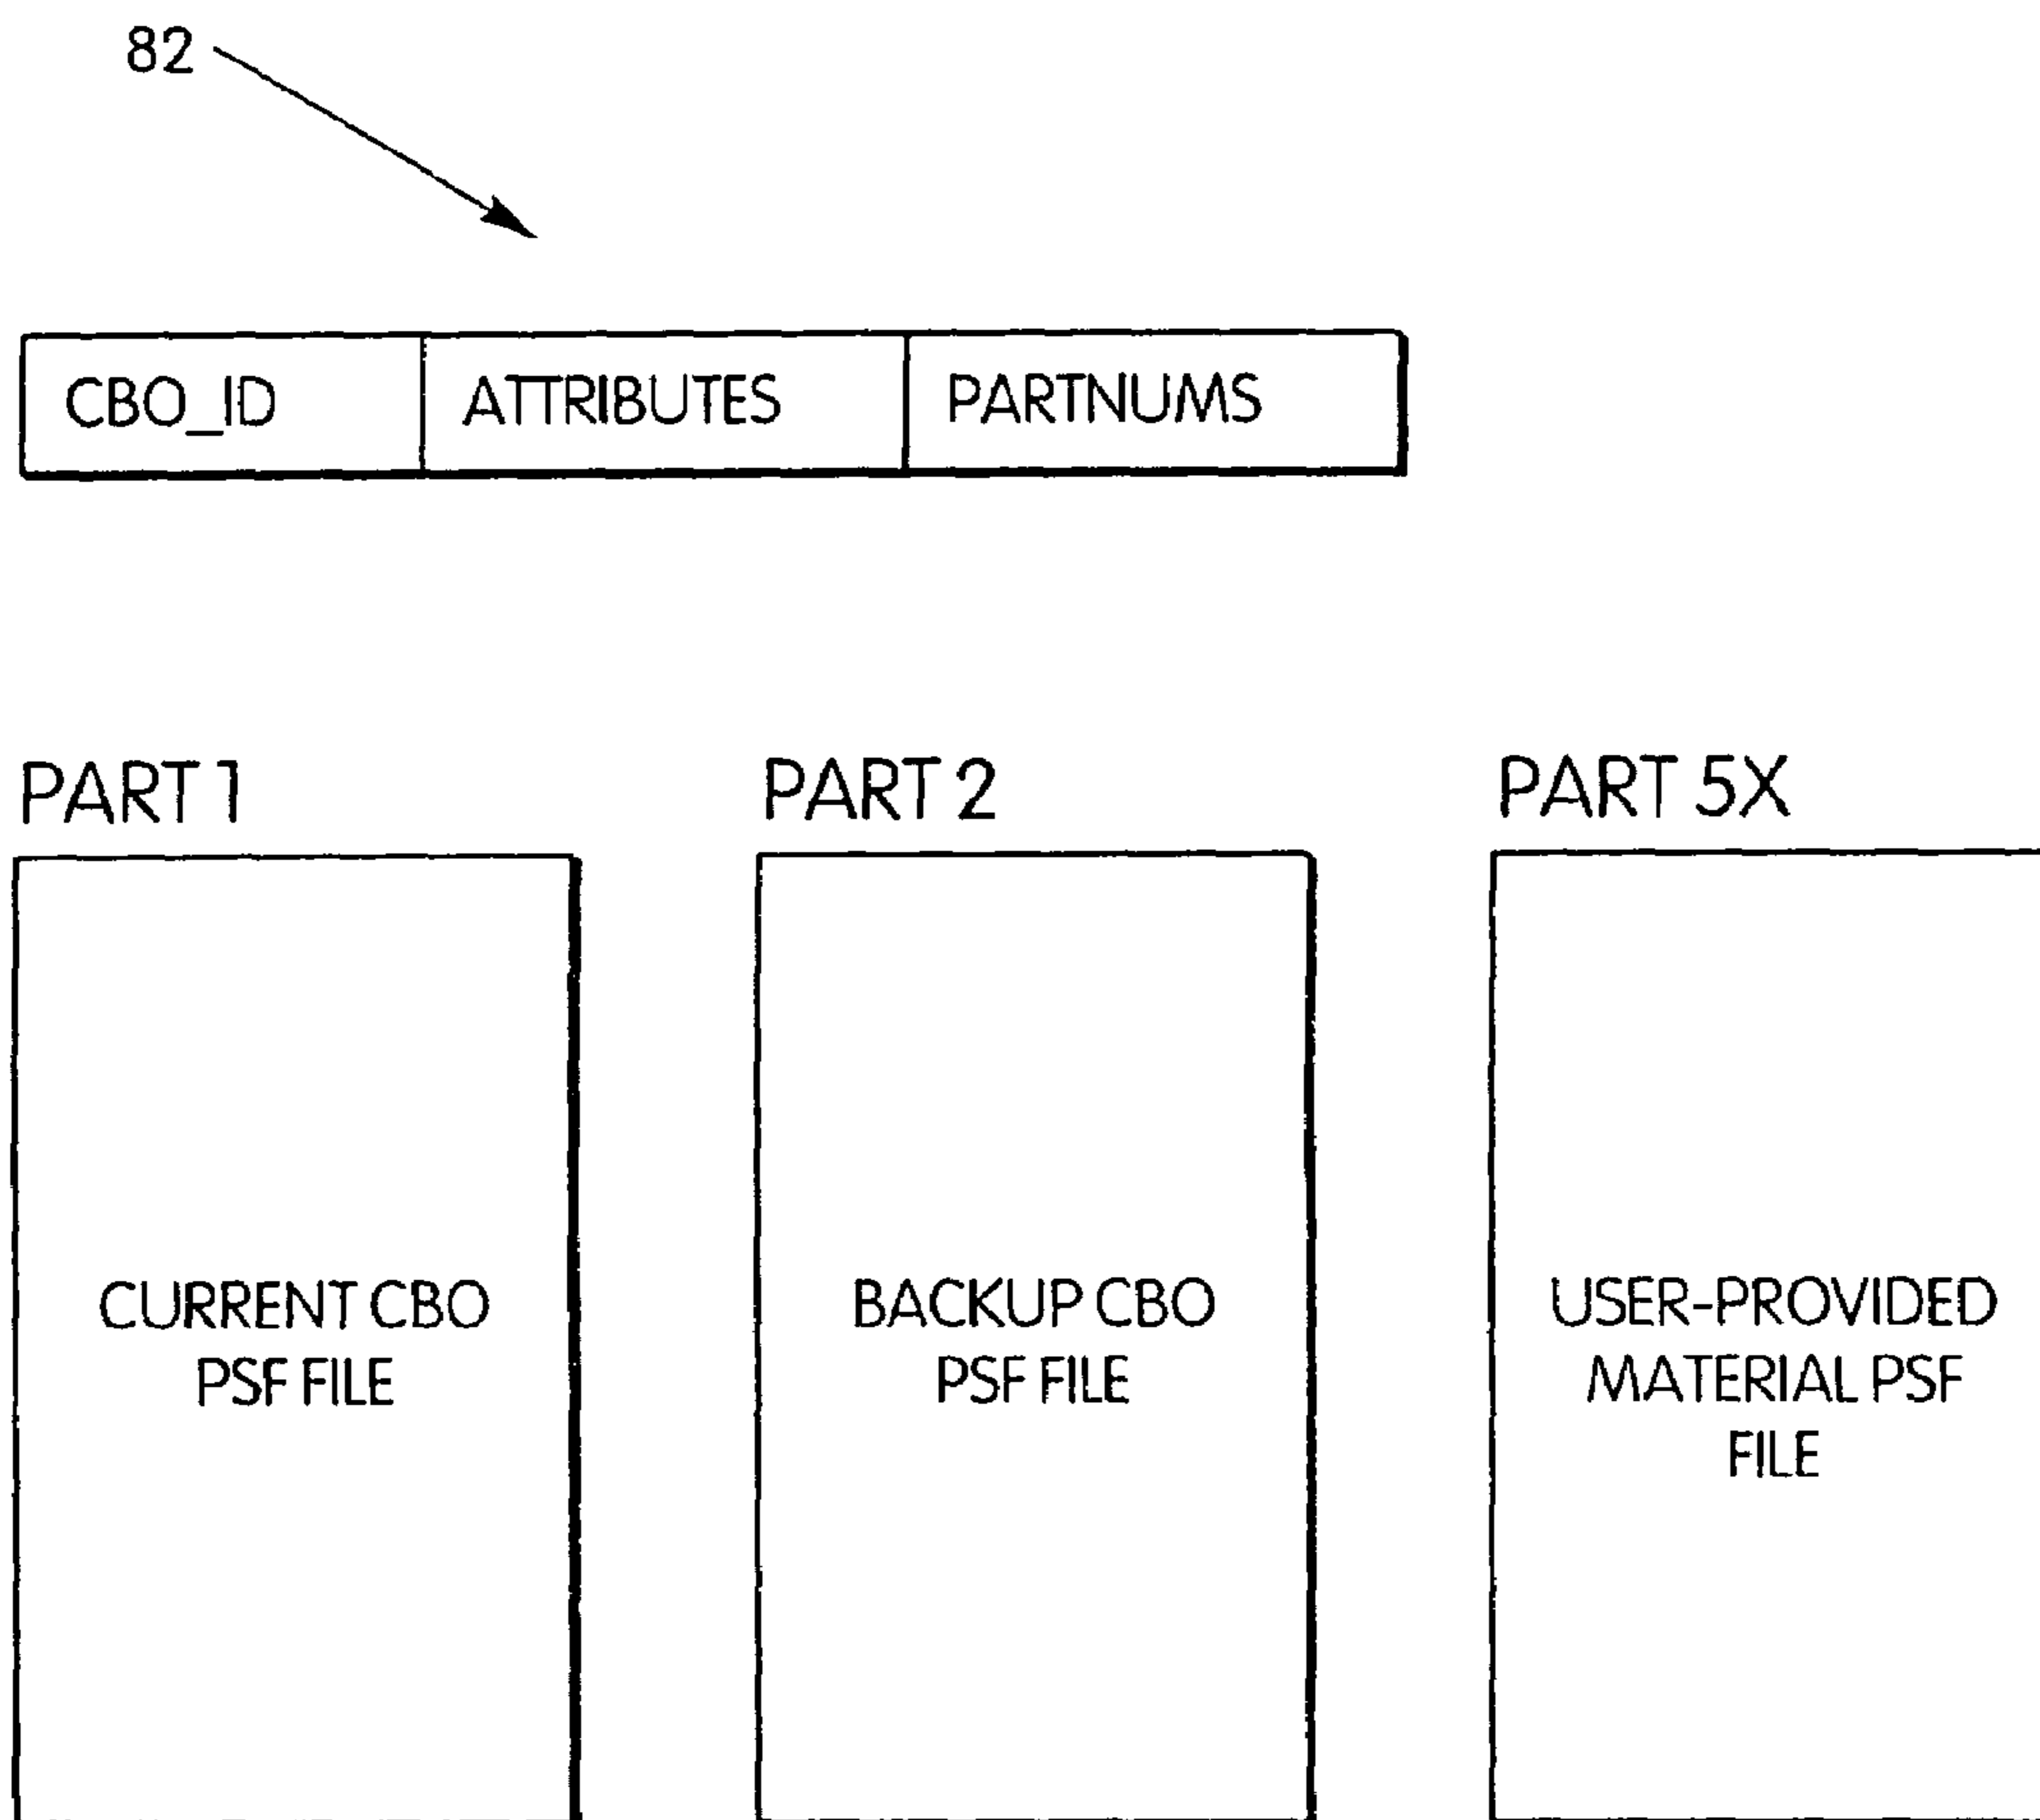 82
CBO_ID ATTRIBUTES PARTNUMS
PART 1 PART 2 PART 5X
CURRENT CBO
PSF FILE
BACKUP CBO
PSF FILE
USER-PROVIDED
MATERIAL PSF
FILE